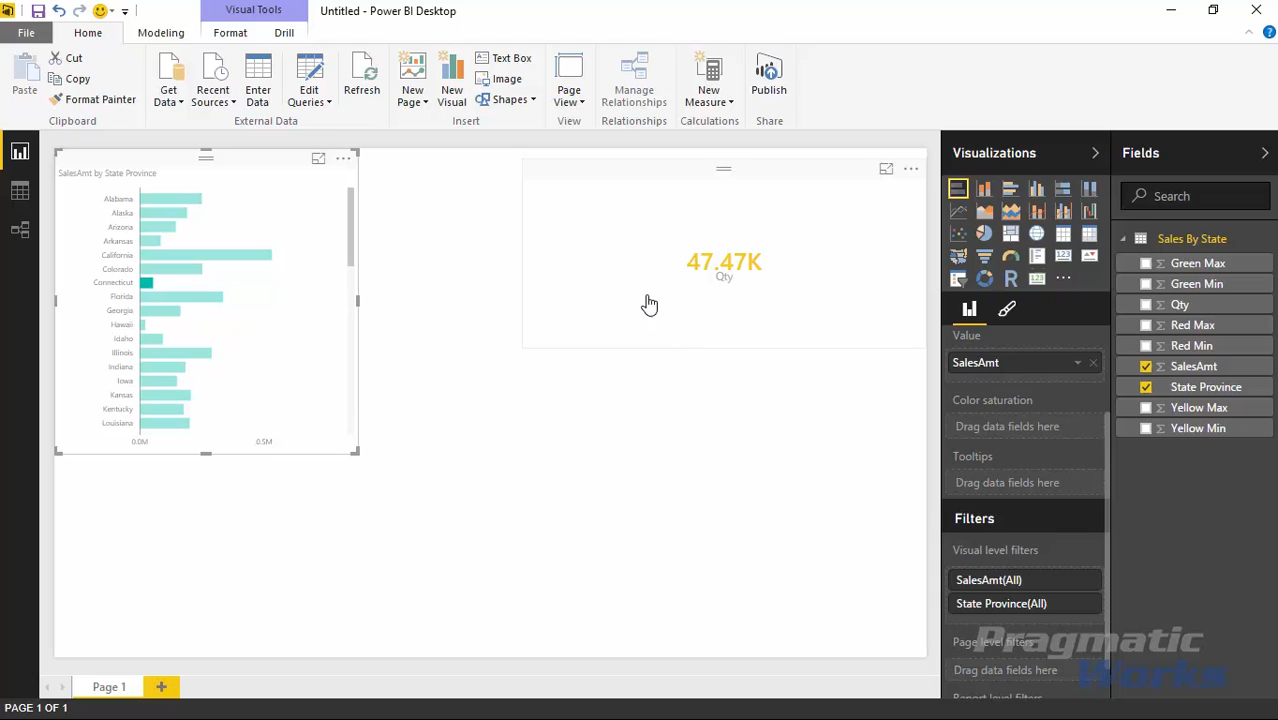 Visual Tools
Untitled - Power BI Desktop
File Home Modeling Format Drill
Paste
Cut
Copy
Format Painter
Clipboard
Get Data
Recent Sources
Enter Data
Edit Queries
Refresh
External Data
New Page
New Visual
Text Box
Image
Shapes
Insert
Page View
View
Manage Relationships
Relationships
New Measure
Calculations
Publish
Share
SalesAmt by State Province
Alabama
Alaska
Arizona
Arkansas
California
Colorado
Connecticut
Florida
Georgia
Hawaii
Idaho
Illinois
Indiana
Iowa
Kansas
Kentucky
Louisiana
0.0M 0.5M
47.47K
Qty
Visualizations
R
Value
SalesAmt
Color saturation
Drag data fields here
Tooltips
Drag data fields here
Filters
Visual level filters
SalesAmt(All)
State Province(All)
Page level filters
Drag data fields here
Report level filters
Fields
Search
Sales By State
Green Max
Green Min
Qty
Red Max
Red Min
SalesAmt
State Province
Yellow Max
Yellow Min
Pragmatic
Works
Page 1
PAGE 1 OF 1